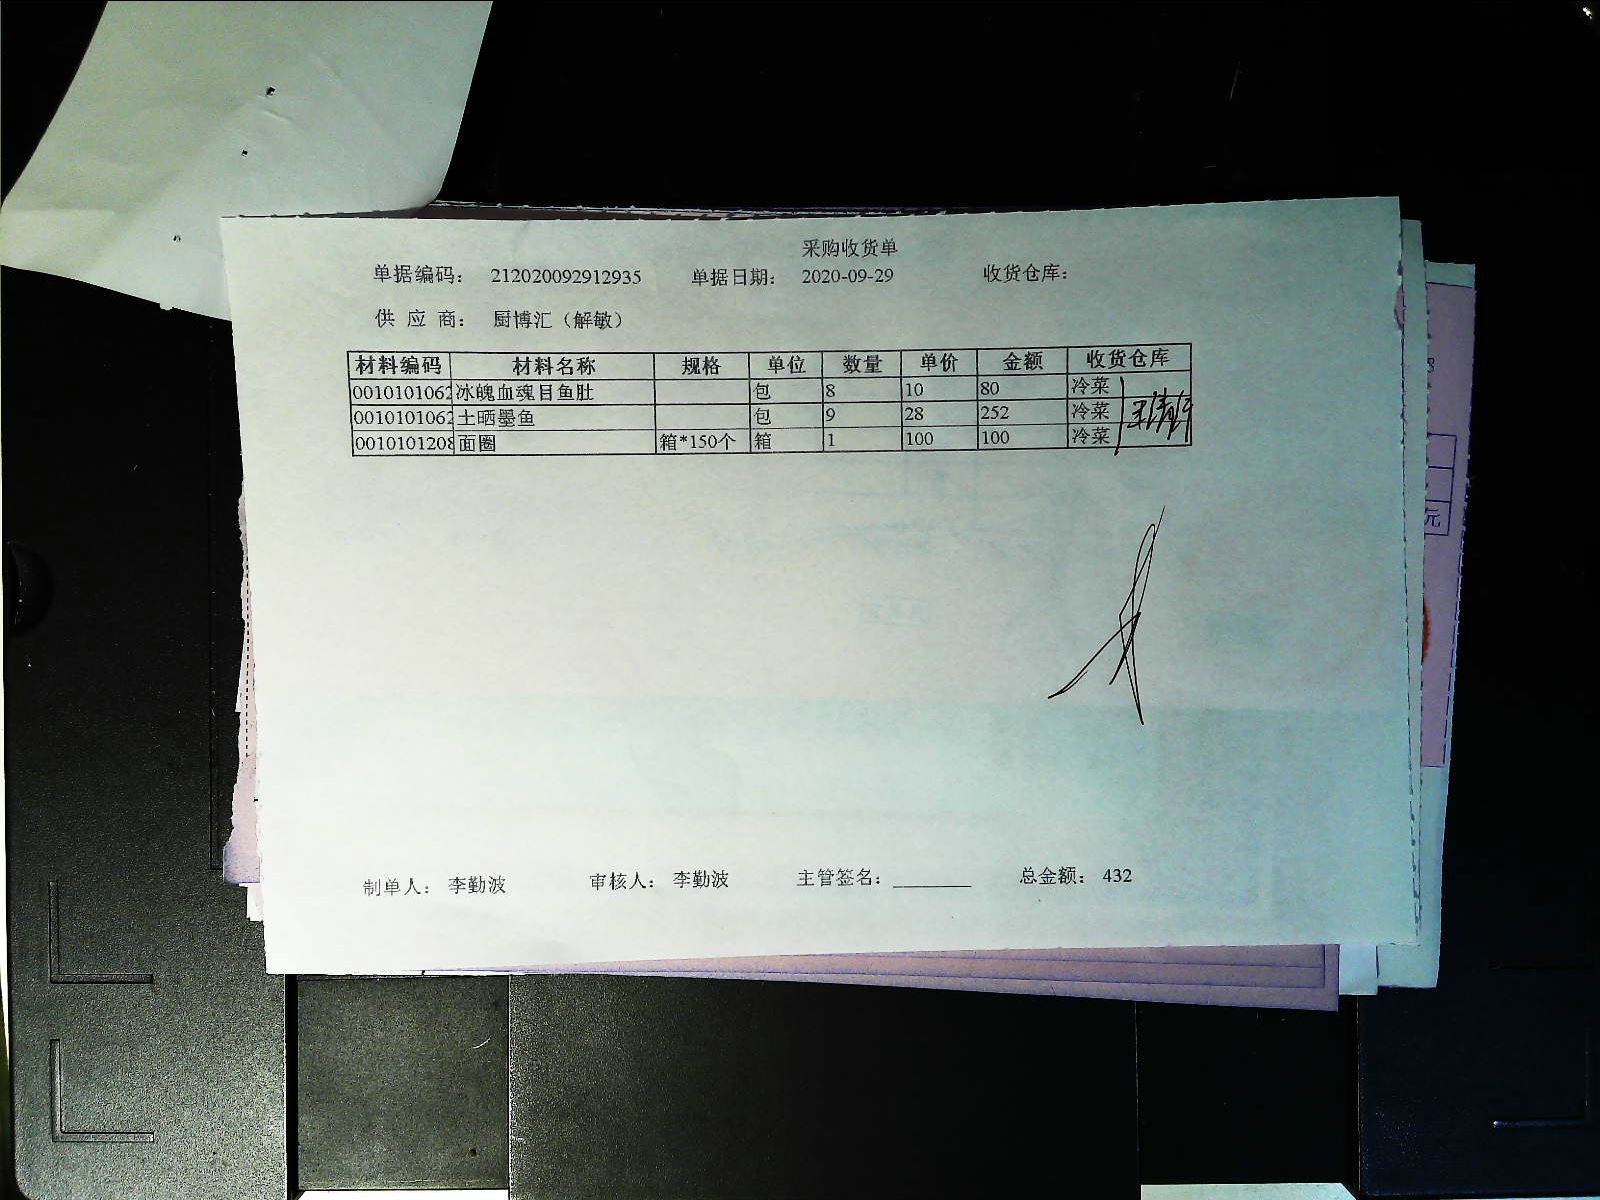 采购收货单
单据编码： 212020092912935 单据日期： 2020-09-29 收货仓库：
供 应 商： 厨博汇（解敏）
材料编码 材料名称 规格 单位 数量 单价 金额 收货仓库
0010101062 冰魄血魂目鱼肚 包 8 10 80 冷菜
0010101062 土晒墨鱼 包 9 28 252 冷菜
0010101208 面圈 箱*150个 箱 1 100 100 冷菜
元
制单人： 李勤波 审核人： 李勤波 主管签名：________ 总金额： 432